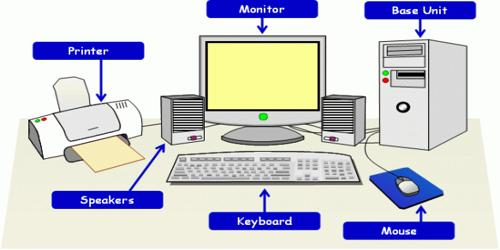 Monitor
Base Unit
Printer
Speakers
Keyboard
Mouse